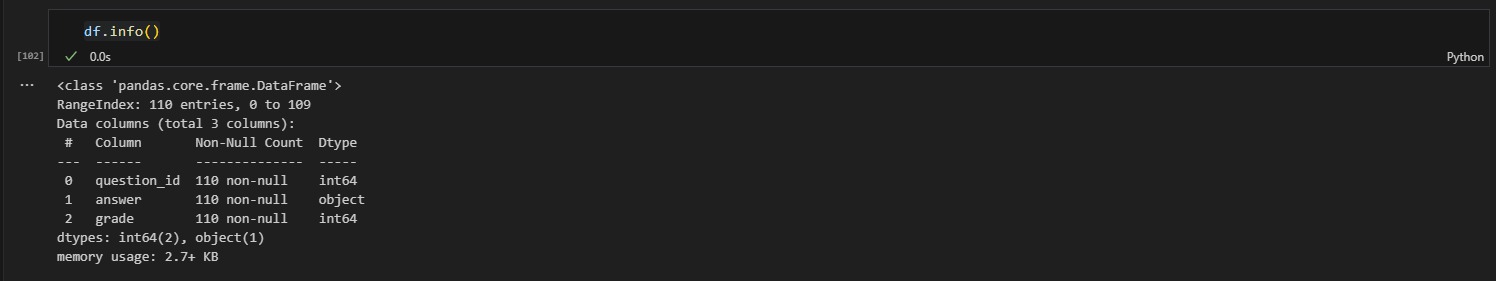 df.info()
[102] ✓ 0.0s Python
... <class 'pandas.core.frame.DataFrame'>
RangeIndex: 110 entries, 0 to 109
Data columns (total 3 columns):
 #   Column       Non-Null Count  Dtype
---  ------       --------------  -----
 0   question_id  110 non-null    int64
 1   answer       110 non-null    object
 2   grade        110 non-null    int64
dtypes: int64(2), object(1)
memory usage: 2.7+ KB